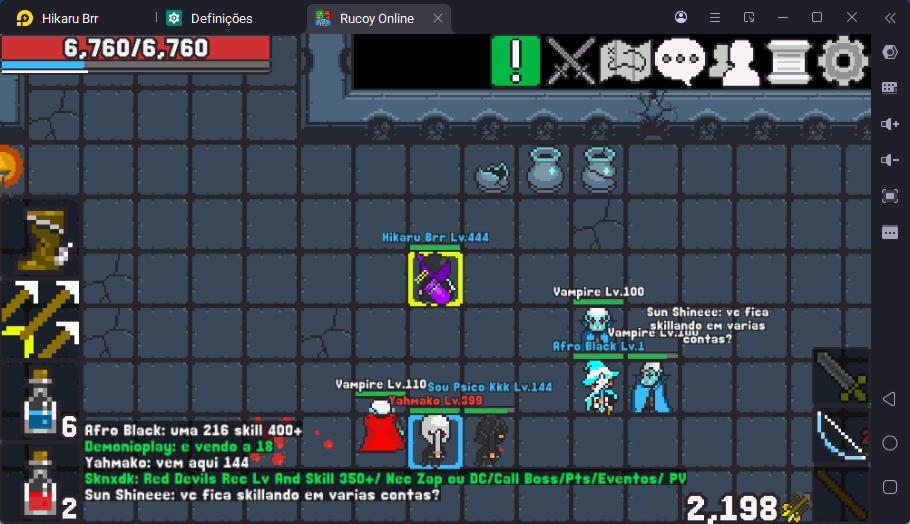 Hikaru Brr
Definições
Rucoy Online
6,760/6,760
Hikaru Brr Lv.444
Vampire Lv.100
Sun Shineee: vc fica
skillando em varias
contas?
Vampire Lv.100
Afro Black Lv.1
Vampire Lv.110
Sou Psico Kkk Lv.144
Yahmako Lv.399
6
Afro Black: uma 216 skill 400+
Demonioplay: e vendo a 18
Yahmako: vem aqui 144
Sknxdk: Red Devils Rec Lv And Skill 350+/ Nec Zap ou DC/Call Boss/Pts/Eventos/ PV
Sun Shineee: vc fica skillando em varias contas?
2
2
2,198